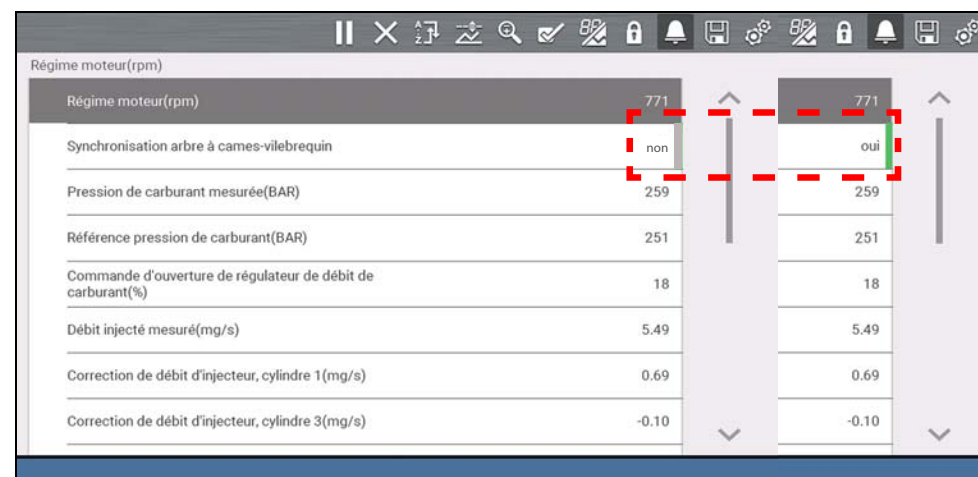 Régime moteur(rpm)
Régime moteur(rpm) 771 771
Synchronisation arbre à cames-vilebrequin non oui
Pression de carburant mesurée(BAR) 259 259
Référence pression de carburant(BAR) 251 251
Commande d'ouverture de régulateur de débit de
carburant(%) 18 18
Débit injecté mesuré(mg/s) 5.49 5.49
Correction de débit d'injecteur, cylindre 1(mg/s) 0.69 0.69
Correction de débit d'injecteur, cylindre 3(mg/s) -0.10 -0.10